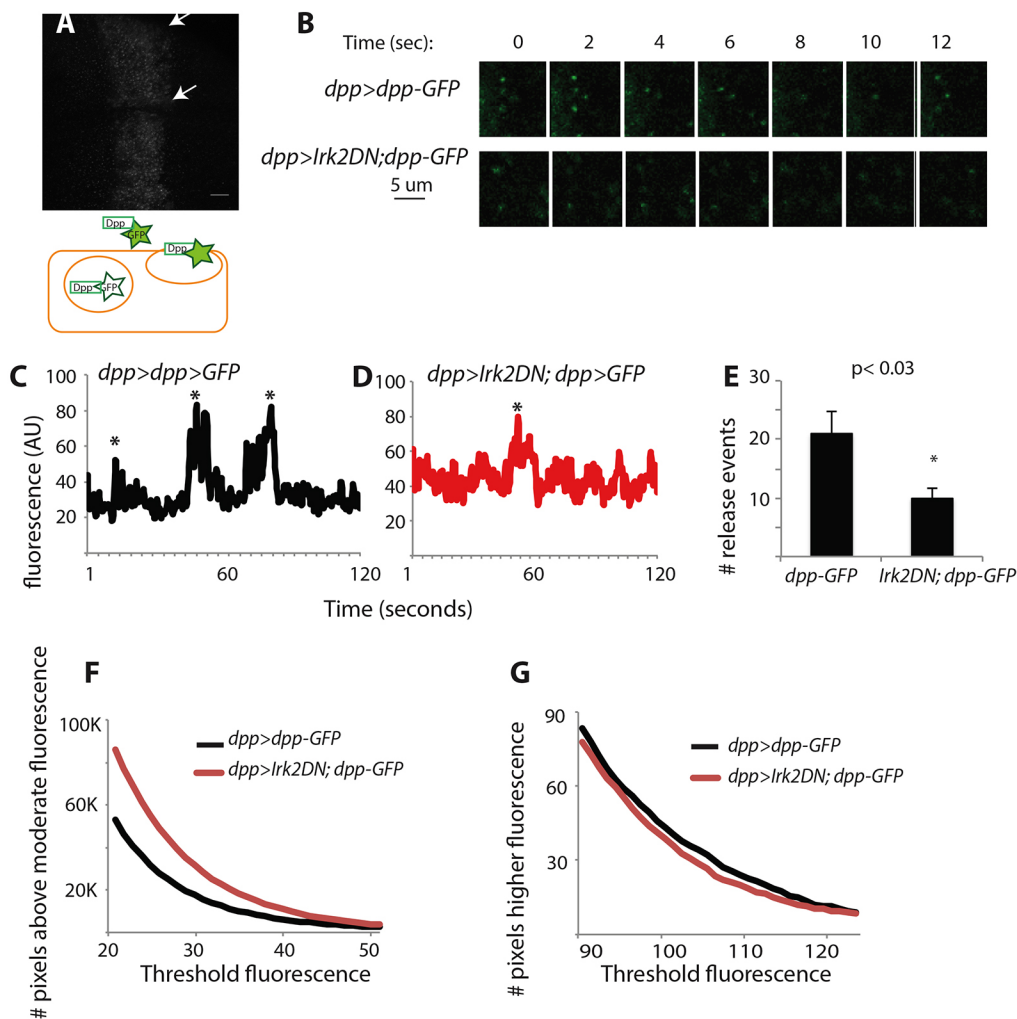 A
B
Time (sec): 0 2 4 6 8 10 12
dpp>dpp-GFP
dpp>Irk2DN;dpp-GFP
5 um
Dpp
GFP
Dpp
Dpp
GFP
C
dpp>dpp>GFP
fluorescence (AU)
100
80
60
40
20
*
*
*
1 60 120
D
dpp>Irk2DN; dpp>GFP
100
80
60
40
20
*
1 60 120
Time (seconds)
E
p< 0.03
# release events
30
20
10
*
dpp-GFP Irk2DN; dpp-GFP
F
# pixels above moderate fluorescence
100K
60K
20K
dpp>dpp-GFP
dpp>Irk2DN; dpp-GFP
20 30 40 50
Threshold fluorescence
G
# pixels higher fluorescence
90
60
30
dpp>dpp-GFP
dpp>Irk2DN; dpp-GFP
90 100 110 120
Threshold fluorescence